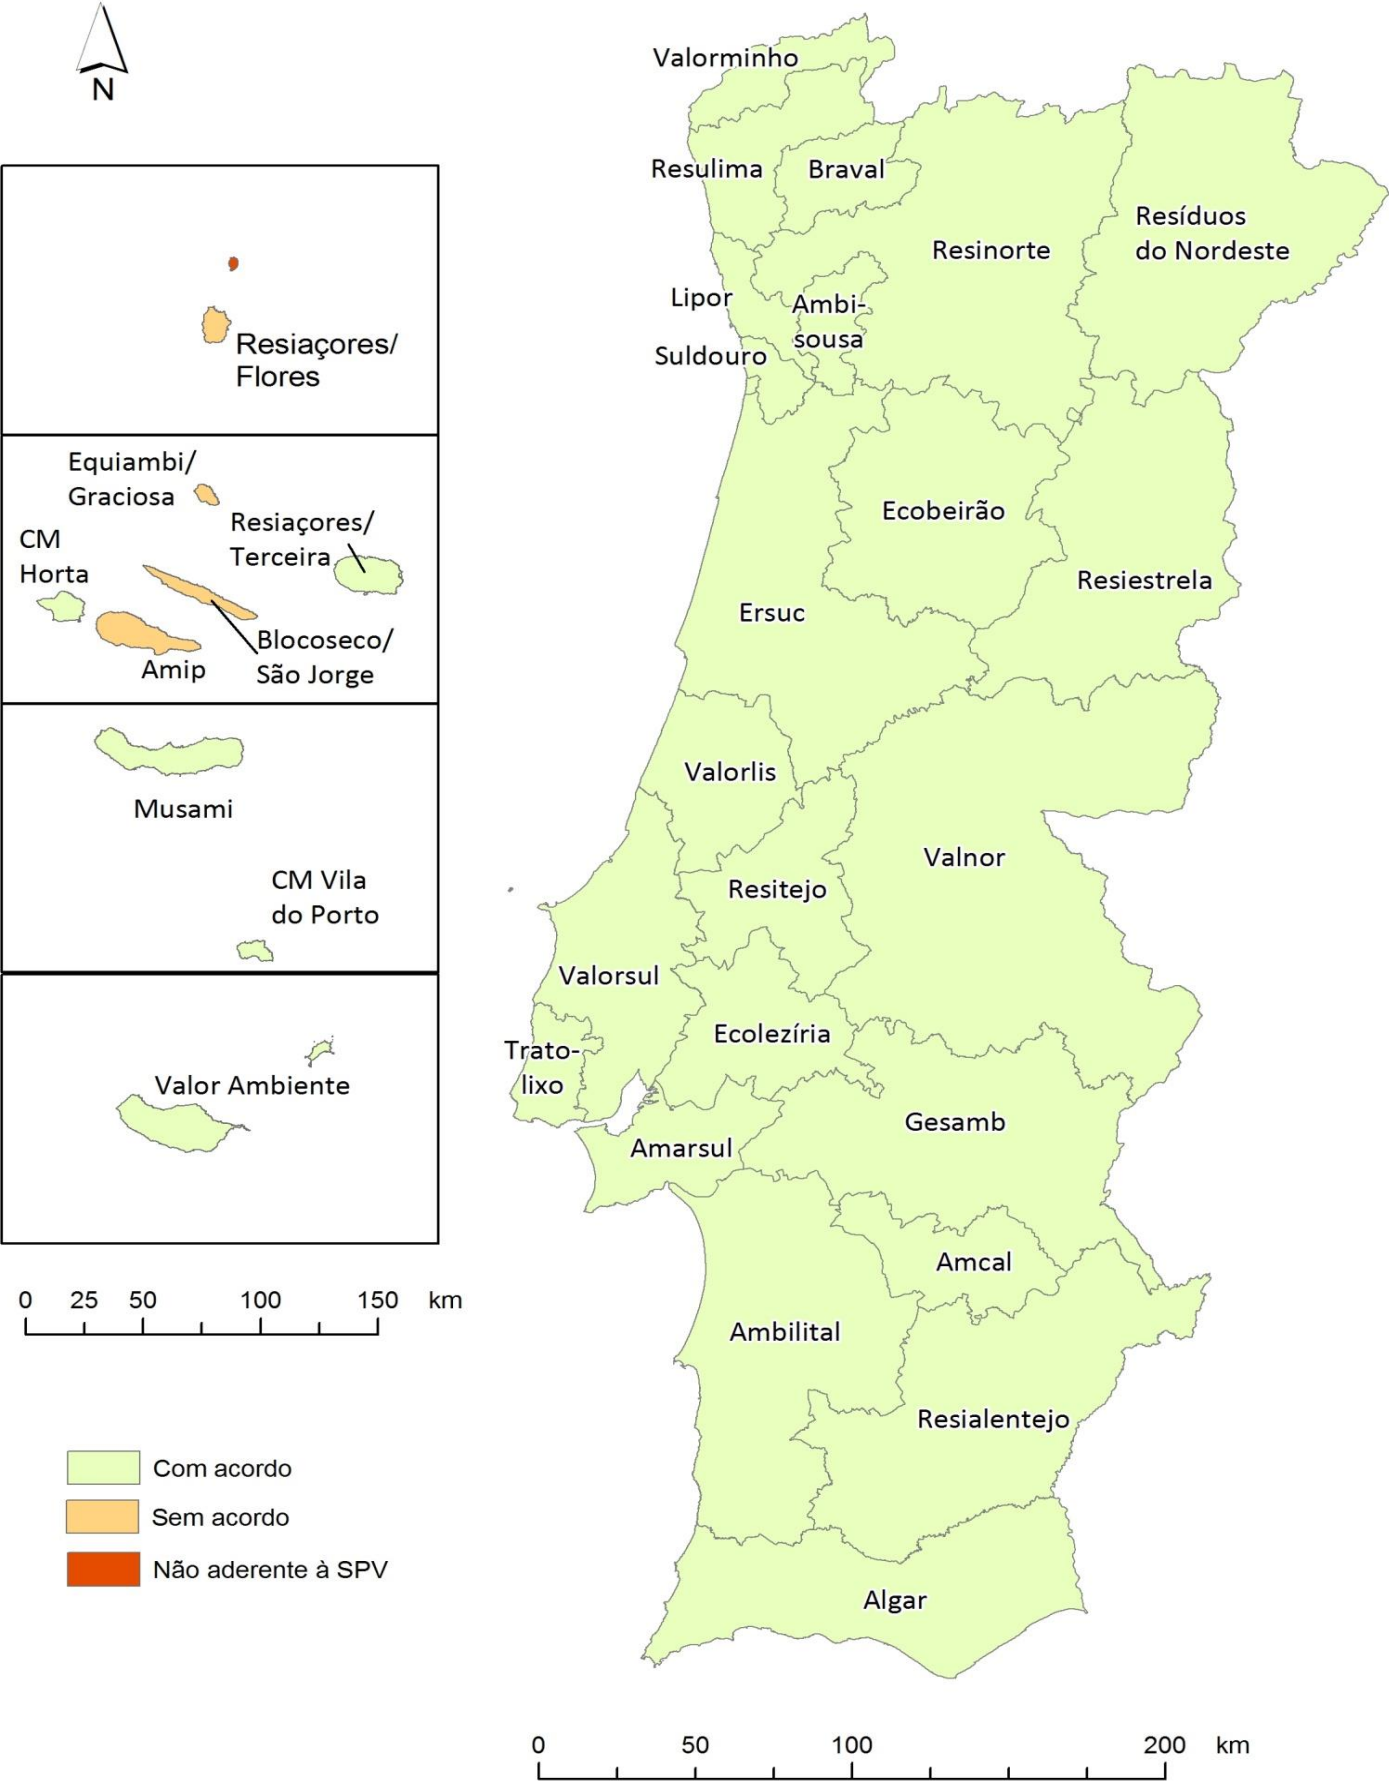 N
Resiaçores/
Flores
Equiambi/
Graciosa
Resiaçores/
Terceira
CM
Horta
Blocoseco/
São Jorge
Amip
Musami
CM Vila
do Porto
Valor Ambiente
0 25 50 100 150 km
Com acordo
Sem acordo
Não aderente à SPV
Valorminho
Resulima
Braval
Resíduos
do Nordeste
Resinorte
Lipor
Ambi-
sousa
Suldouro
Ecobeirão
Resiestrela
Ersuc
Valorlis
Valnor
Resitejo
Valorsul
Ecolezíria
Trato-
lixo
Gesamb
Amarsul
Amcal
Ambilital
Resialentejo
Algar
0 50 100 200 km